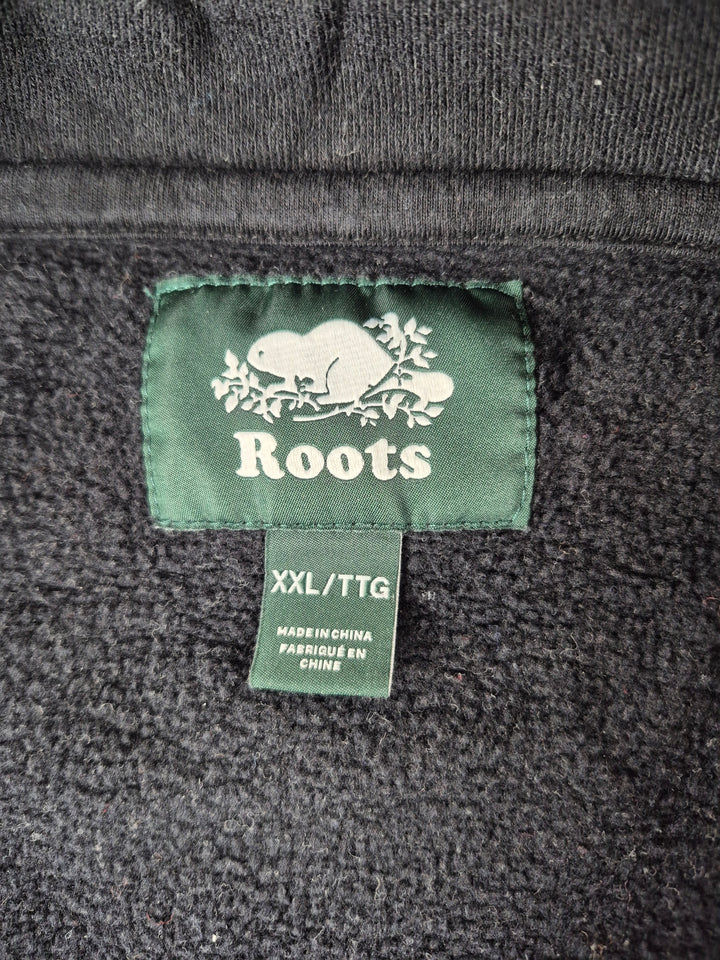 Roots
XXL/TTG
MADE IN CHINA
FABRIQUÉ EN
CHINE